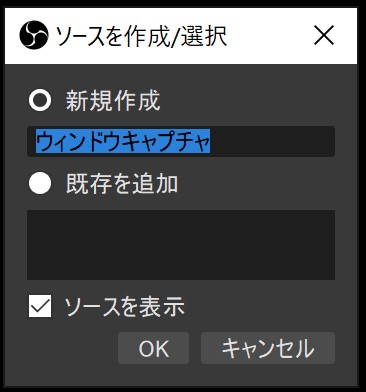 ソースを作成/選択
新規作成
ウィンドウキャプチャ
既存を追加
ソースを表示
OK キャンセル